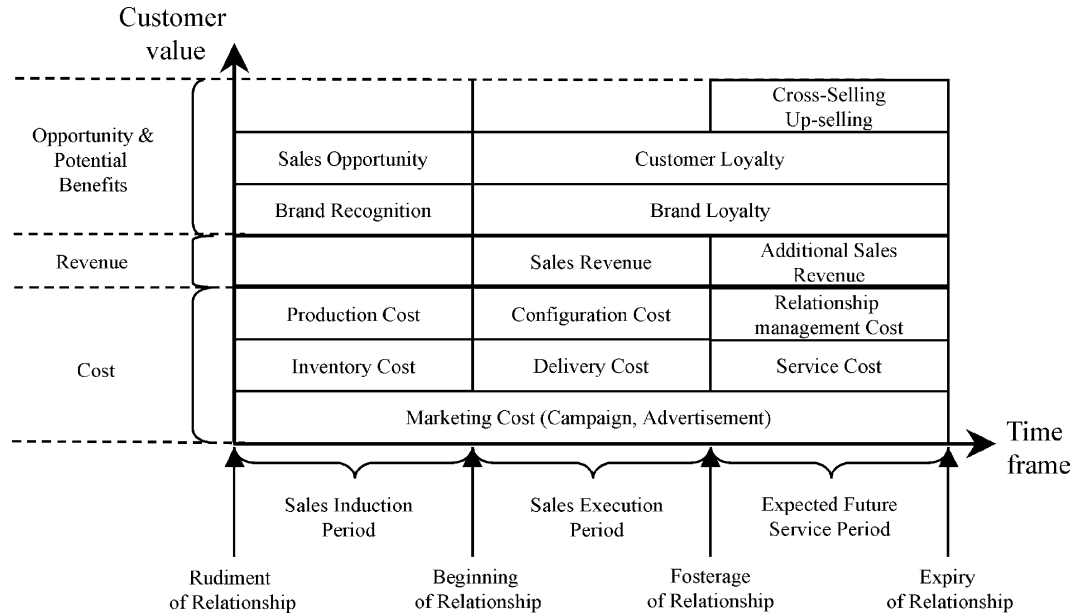 Customer
value
Opportunity &
Potential
Benefits
Cross-Selling
Up-selling
Sales Opportunity
Customer Loyalty
Brand Recognition
Brand Loyalty
Revenue
Sales Revenue
Additional Sales
Revenue
Cost
Production Cost
Configuration Cost
Relationship
management Cost
Inventory Cost
Delivery Cost
Service Cost
Marketing Cost (Campaign, Advertisement)
Time
frame
Sales Induction
Period
Sales Execution
Period
Expected Future
Service Period
Rudiment
of Relationship
Beginning
of Relationship
Fosterage
of Relationship
Expiry
of Relationship